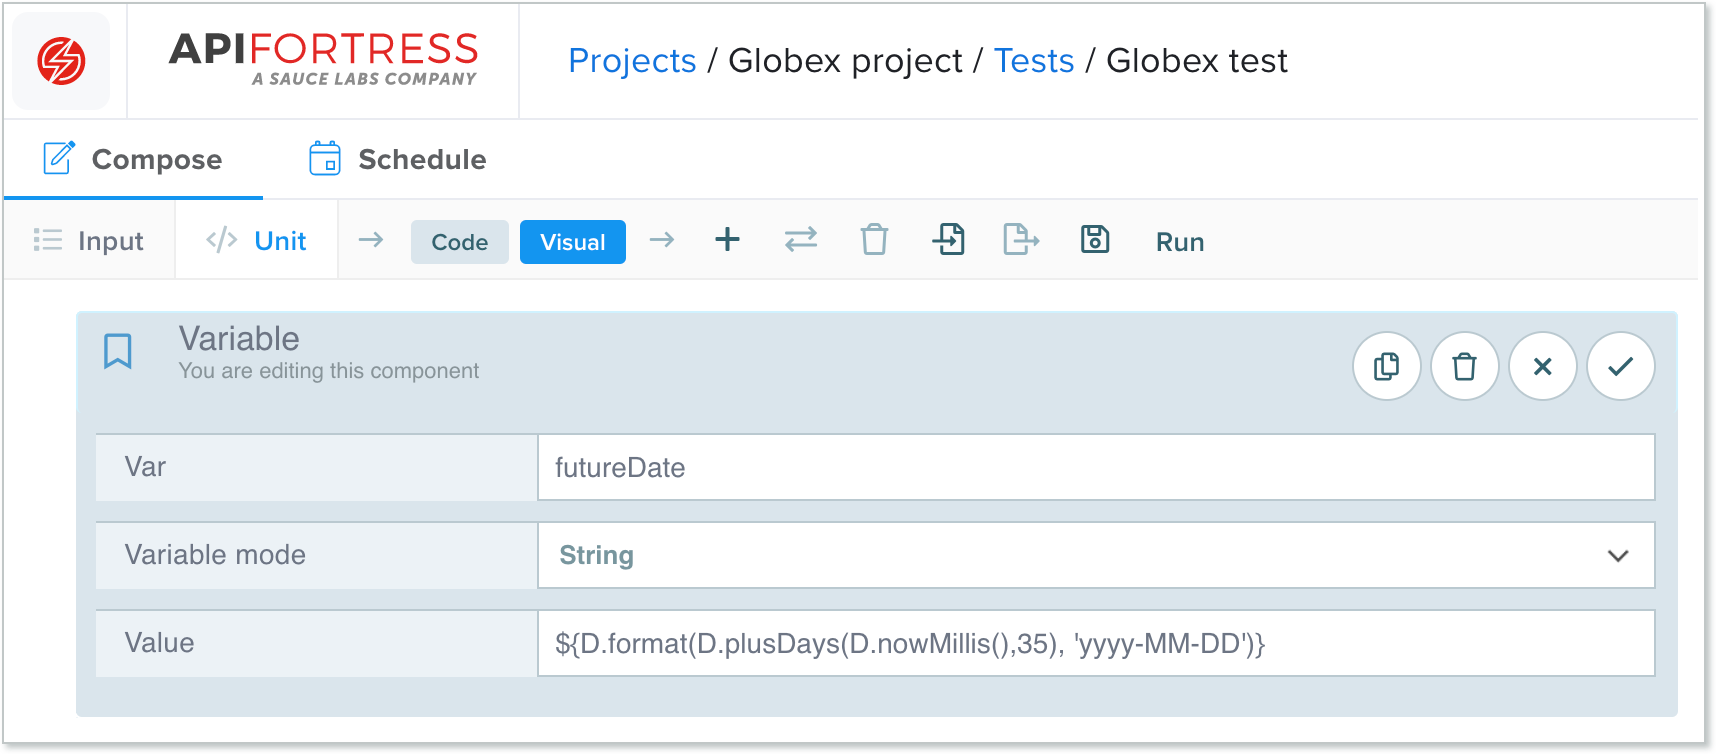 APIFORTRESS
A SAUCE LABS COMPANY
Projects / Globex project / Tests / Globex test
Compose Schedule
Input Unit Code Visual Run
Variable
You are editing this component
Var futureDate
Variable mode String
Value ${D.format(D.plusDays(D.nowMillis(),35), 'yyyy-MM-DD')}